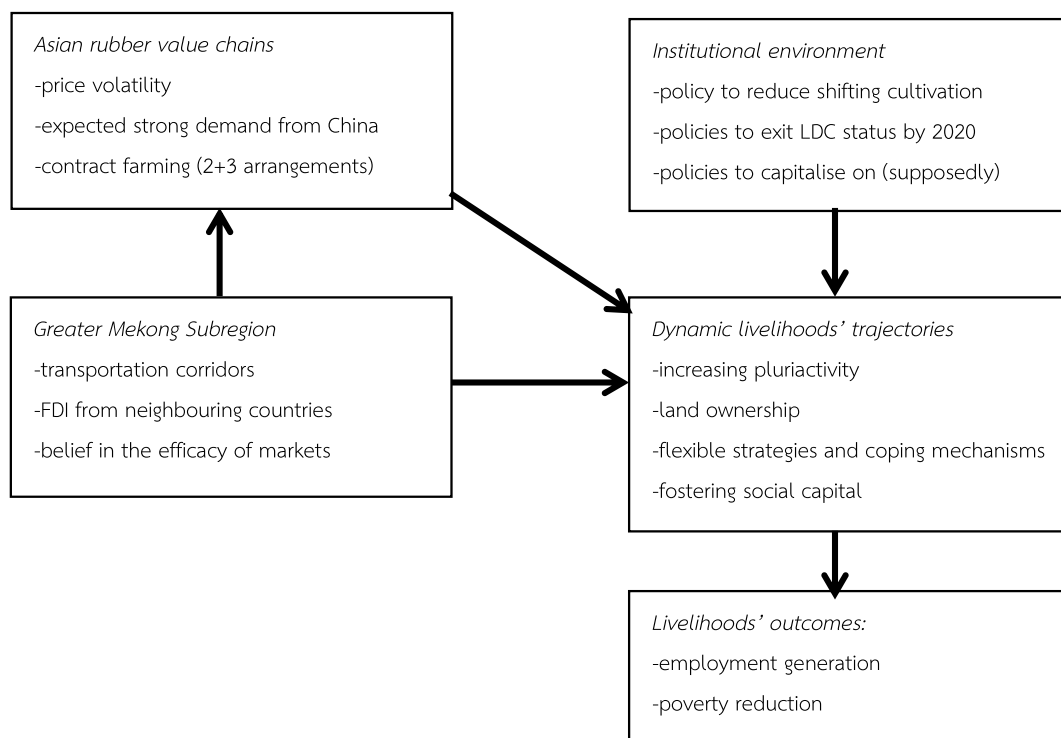 Asian rubber value chains
-price volatility
-expected strong demand from China
-contract farming (2+3 arrangements)
Institutional environment
-policy to reduce shifting cultivation
-policies to exit LDC status by 2020
-policies to capitalise on (supposedly)
Greater Mekong Subregion
-transportation corridors
-FDI from neighbouring countries
-belief in the efficacy of markets
Dynamic livelihoods’ trajectories
-increasing pluriactivity
-land ownership
-flexible strategies and coping mechanisms
-fostering social capital
Livelihoods’ outcomes:
-employment generation
-poverty reduction